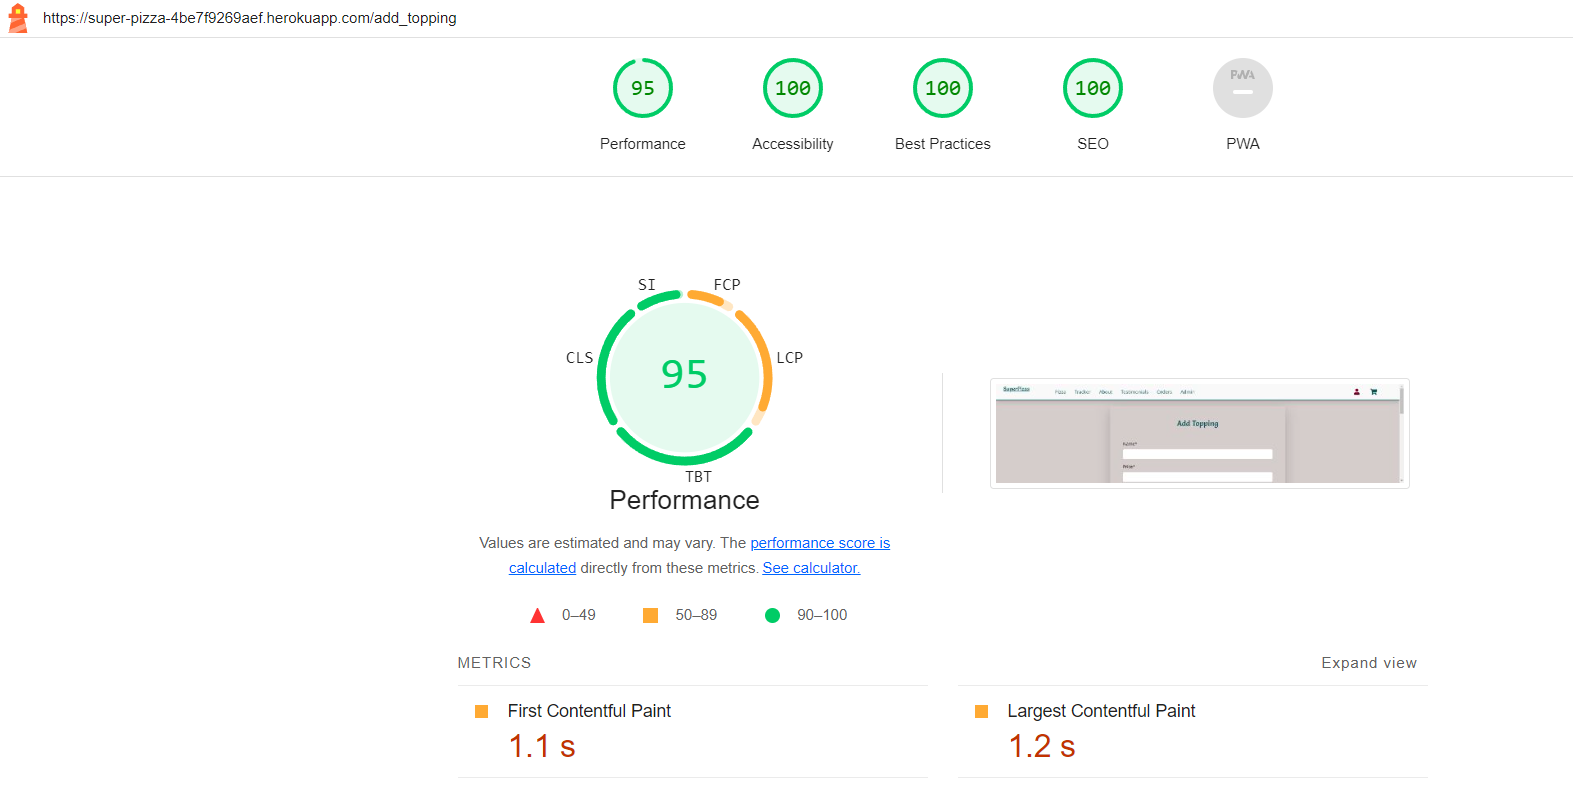 https://super-pizza-4be7f9269aef.herokuapp.com/add_topping
95
100
100
100
PWA
Performance
Accessibility
Best Practices
SEO
PWA
SI
FCP
CLS
LCP
95
TBT
Performance
Values are estimated and may vary. The performance score is
calculated directly from these metrics. See calculator.
0–49
50–89
90–100
SuperPizza
Pizza
Tracker
About
Testimonials
Orders
Admin
Add Topping
Name*
Price*
METRICS
Expand view
First Contentful Paint
1.1 s
Largest Contentful Paint
1.2 s